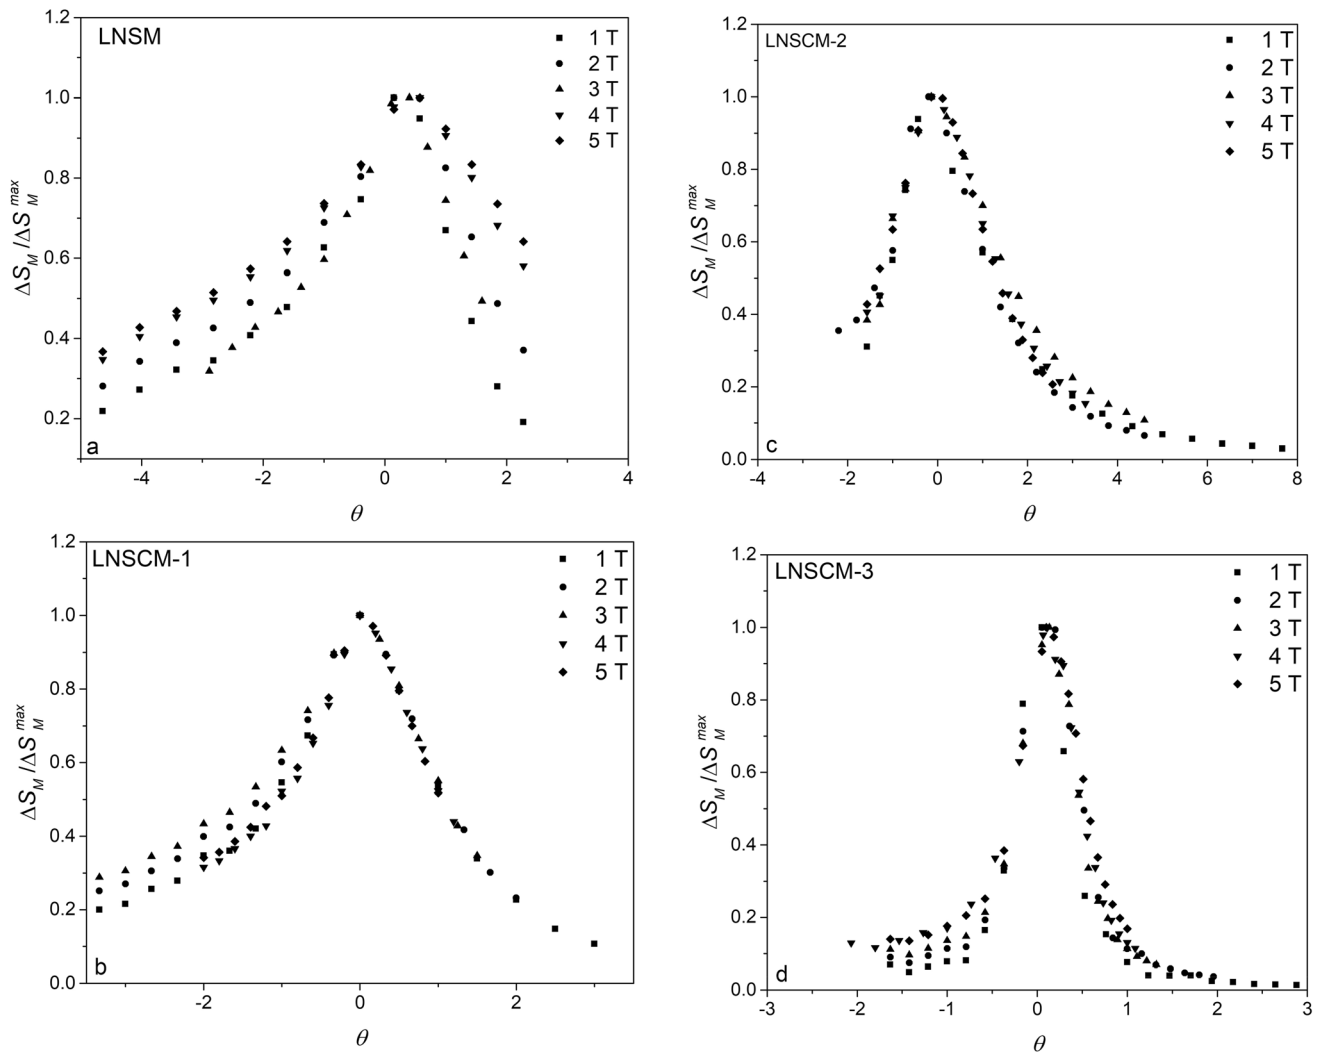 LNSM
1 T
2 T
3 T
4 T
5 T
1.2
1.0
0.8
0.6
0.4
0.2
ΔS_M /ΔS_M^max
a
-4 -2 0 2 4
θ
LNSCM-2
1 T
2 T
3 T
4 T
5 T
1.2
1.0
0.8
0.6
0.4
0.2
0.0
ΔS_M /ΔS_M^max
c
-4 -2 0 2 4 6 8
θ
LNSCM-1
1 T
2 T
3 T
4 T
5 T
1.2
1.0
0.8
0.6
0.4
0.2
0.0
ΔS_M /ΔS_M^max
b
-2 0 2
θ
LNSCM-3
1 T
2 T
3 T
4 T
5 T
1.2
1.0
0.8
0.6
0.4
0.2
0.0
ΔS_M /ΔS_M^max
d
-3 -2 -1 0 1 2 3
θ